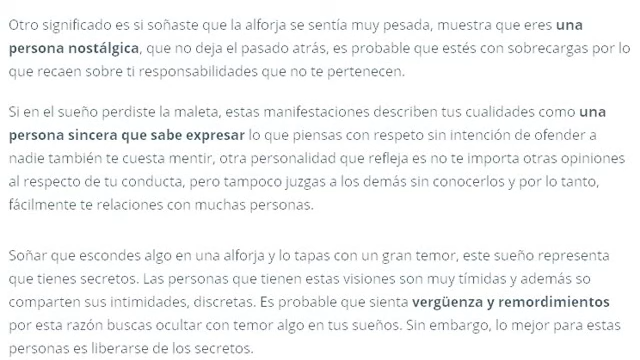 Otro significado es si soñaste que la alforja se sentía muy pesada, muestra que eres una
persona nostálgica, que no deja el pasado atrás, es probable que estés con sobrecargas por lo
que recaen sobre ti responsabilidades que no te pertenecen.
Si en el sueño perdiste la maleta, estas manifestaciones describen tus cualidades como una
persona sincera que sabe expresar lo que piensas con respeto sin intención de ofender a
nadie también te cuesta mentir, otra personalidad que refleja es no te importa otras opiniones
al respecto de tu conducta, pero tampoco juzgas a los demás sin conocerlos y por lo tanto,
fácilmente te relaciones con muchas personas.
Soñar que escondes algo en una alforja y lo tapas con un gran temor, este sueño representa
que tienes secretos. Las personas que tienen estas visiones son muy tímidas y además so
comparten sus intimidades, discretas. Es probable que sienta vergüenza y remordimientos
por esta razón buscas ocultar con temor algo en tus sueños. Sin embargo, lo mejor para estas
personas es liberarse de los secretos.